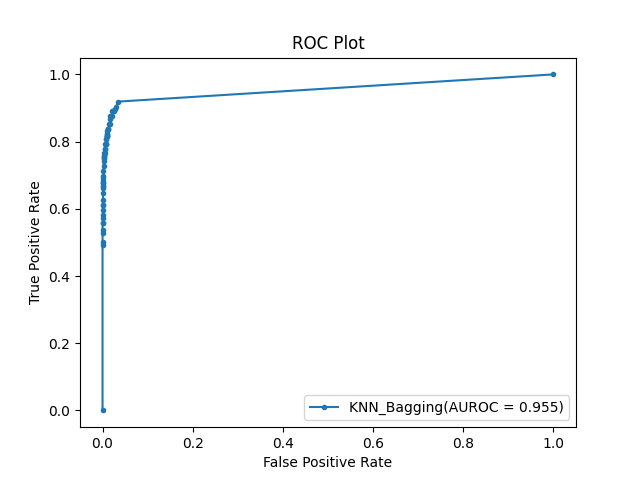 ROC Plot
True Positive Rate
1.0
0.8
0.6
0.4
0.2
0.0
KNN_Bagging(AUROC = 0.955)
0.0 0.2 0.4 0.6 0.8 1.0
False Positive Rate